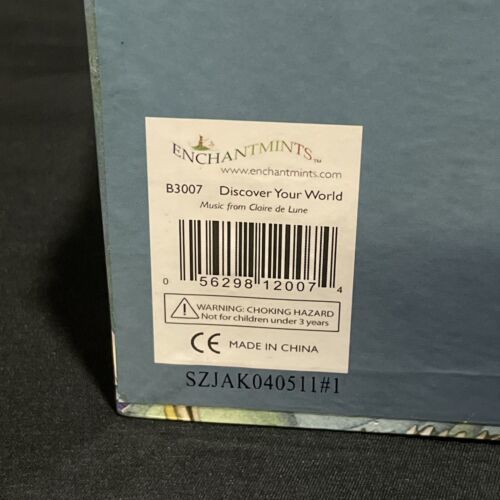 ENCHANTMINTS™
www.enchantmints.com
B3007 Discover Your World
Music from Claire de Lune
0 56298 12007 4
WARNING: CHOKING HAZARD
Not for children under 3 years
CE MADE IN CHINA
SZJAK040511#1